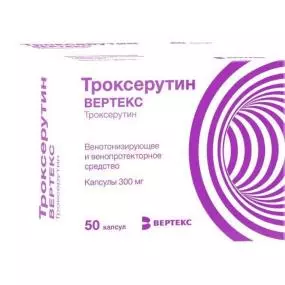 Троксерутин
ВЕРТЕКС
Троксерутин
Венотонизирующее
и венопротекторное
средство
Капсулы 300 мг
50 капсул
ВЕРТЕКС
Троксерутин
ВЕРТЕКС
Троксерутин